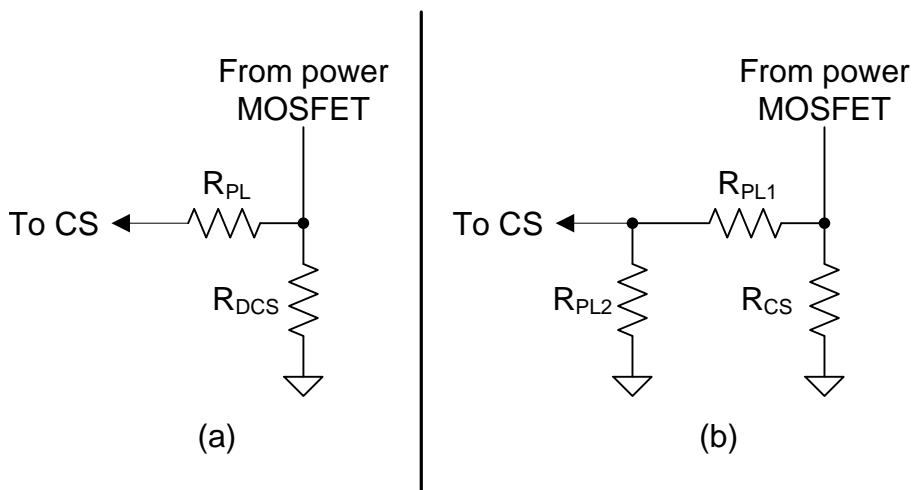 From power
MOSFET
R_PL
To CS
R_DCS
(a)
From power
MOSFET
R_PL1
To CS
R_PL2
R_CS
(b)